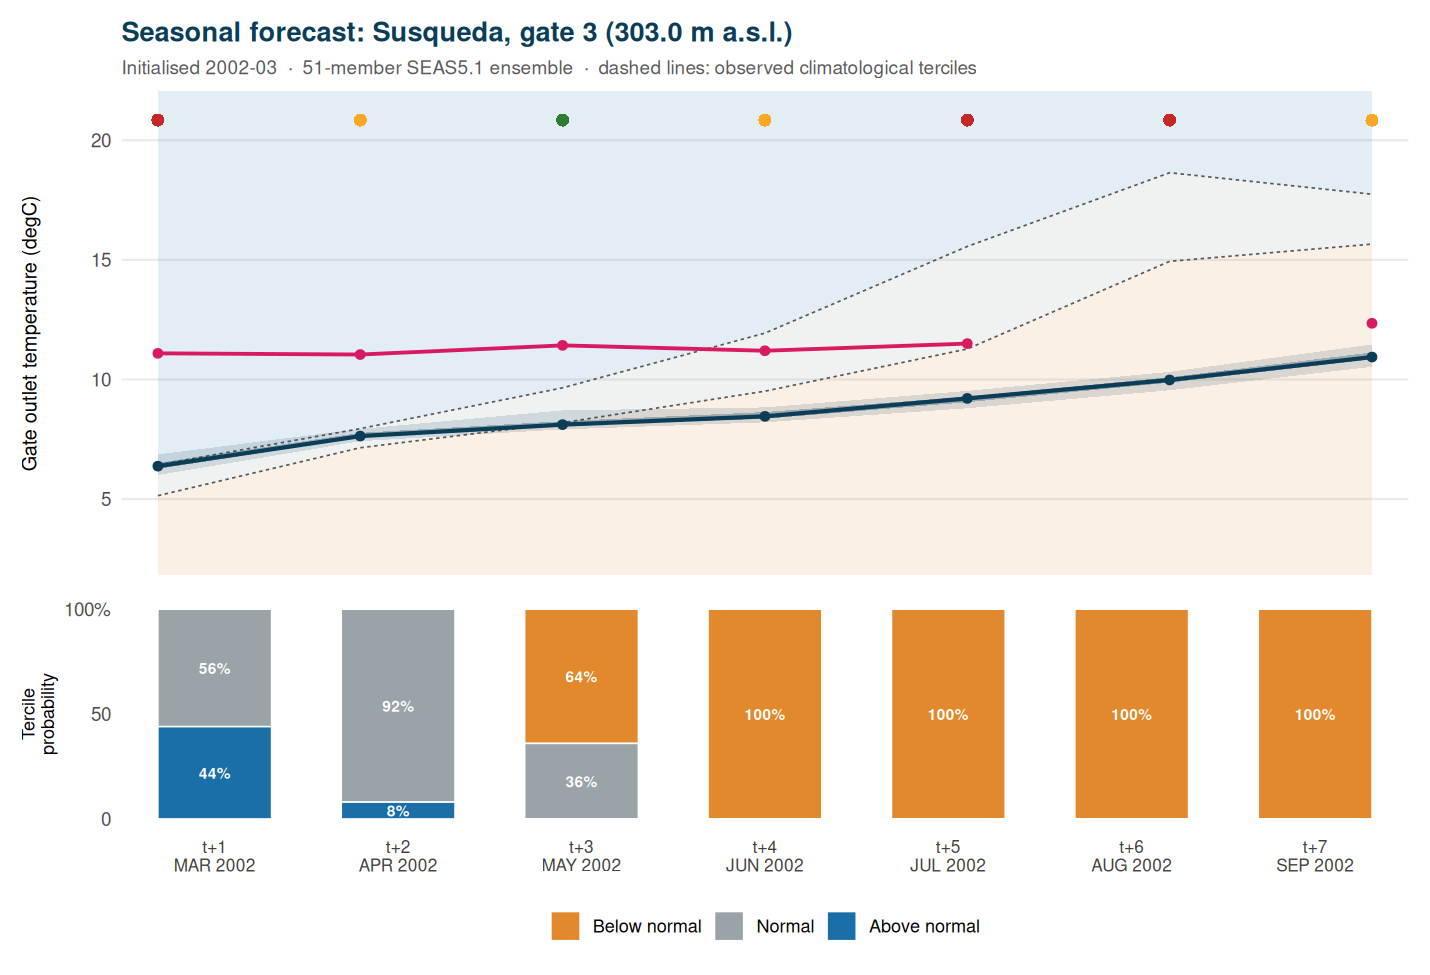 Seasonal forecast: Susqueda, gate 3 (303.0 m a.s.l.)
Initialised 2002-03 · 51-member SEAS5.1 ensemble · dashed lines: observed climatological terciles
Gate outlet temperature (degC)
20
15
10
5
Tercile
probability
100%
50
0
56%
44%
92%
8%
64%
36%
100%
100%
100%
100%
t+1
MAR 2002
t+2
APR 2002
t+3
MAY 2002
t+4
JUN 2002
t+5
JUL 2002
t+6
AUG 2002
t+7
SEP 2002
Below normal
Normal
Above normal